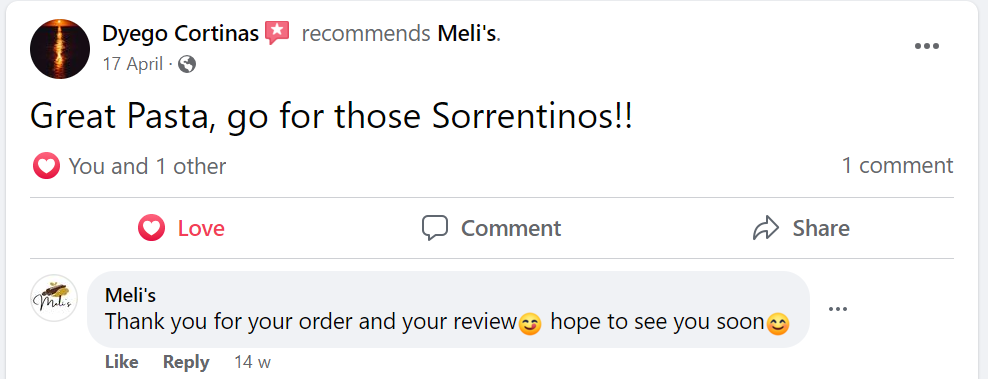 Dyego Cortinas recommends Meli's.
17 April ·
Great Pasta, go for those Sorrentinos!!
You and 1 other
1 comment
Love
Comment
Share
Meli's
Meli's
Thank you for your order and your review😋 hope to see you soon😊
Like Reply 14 w